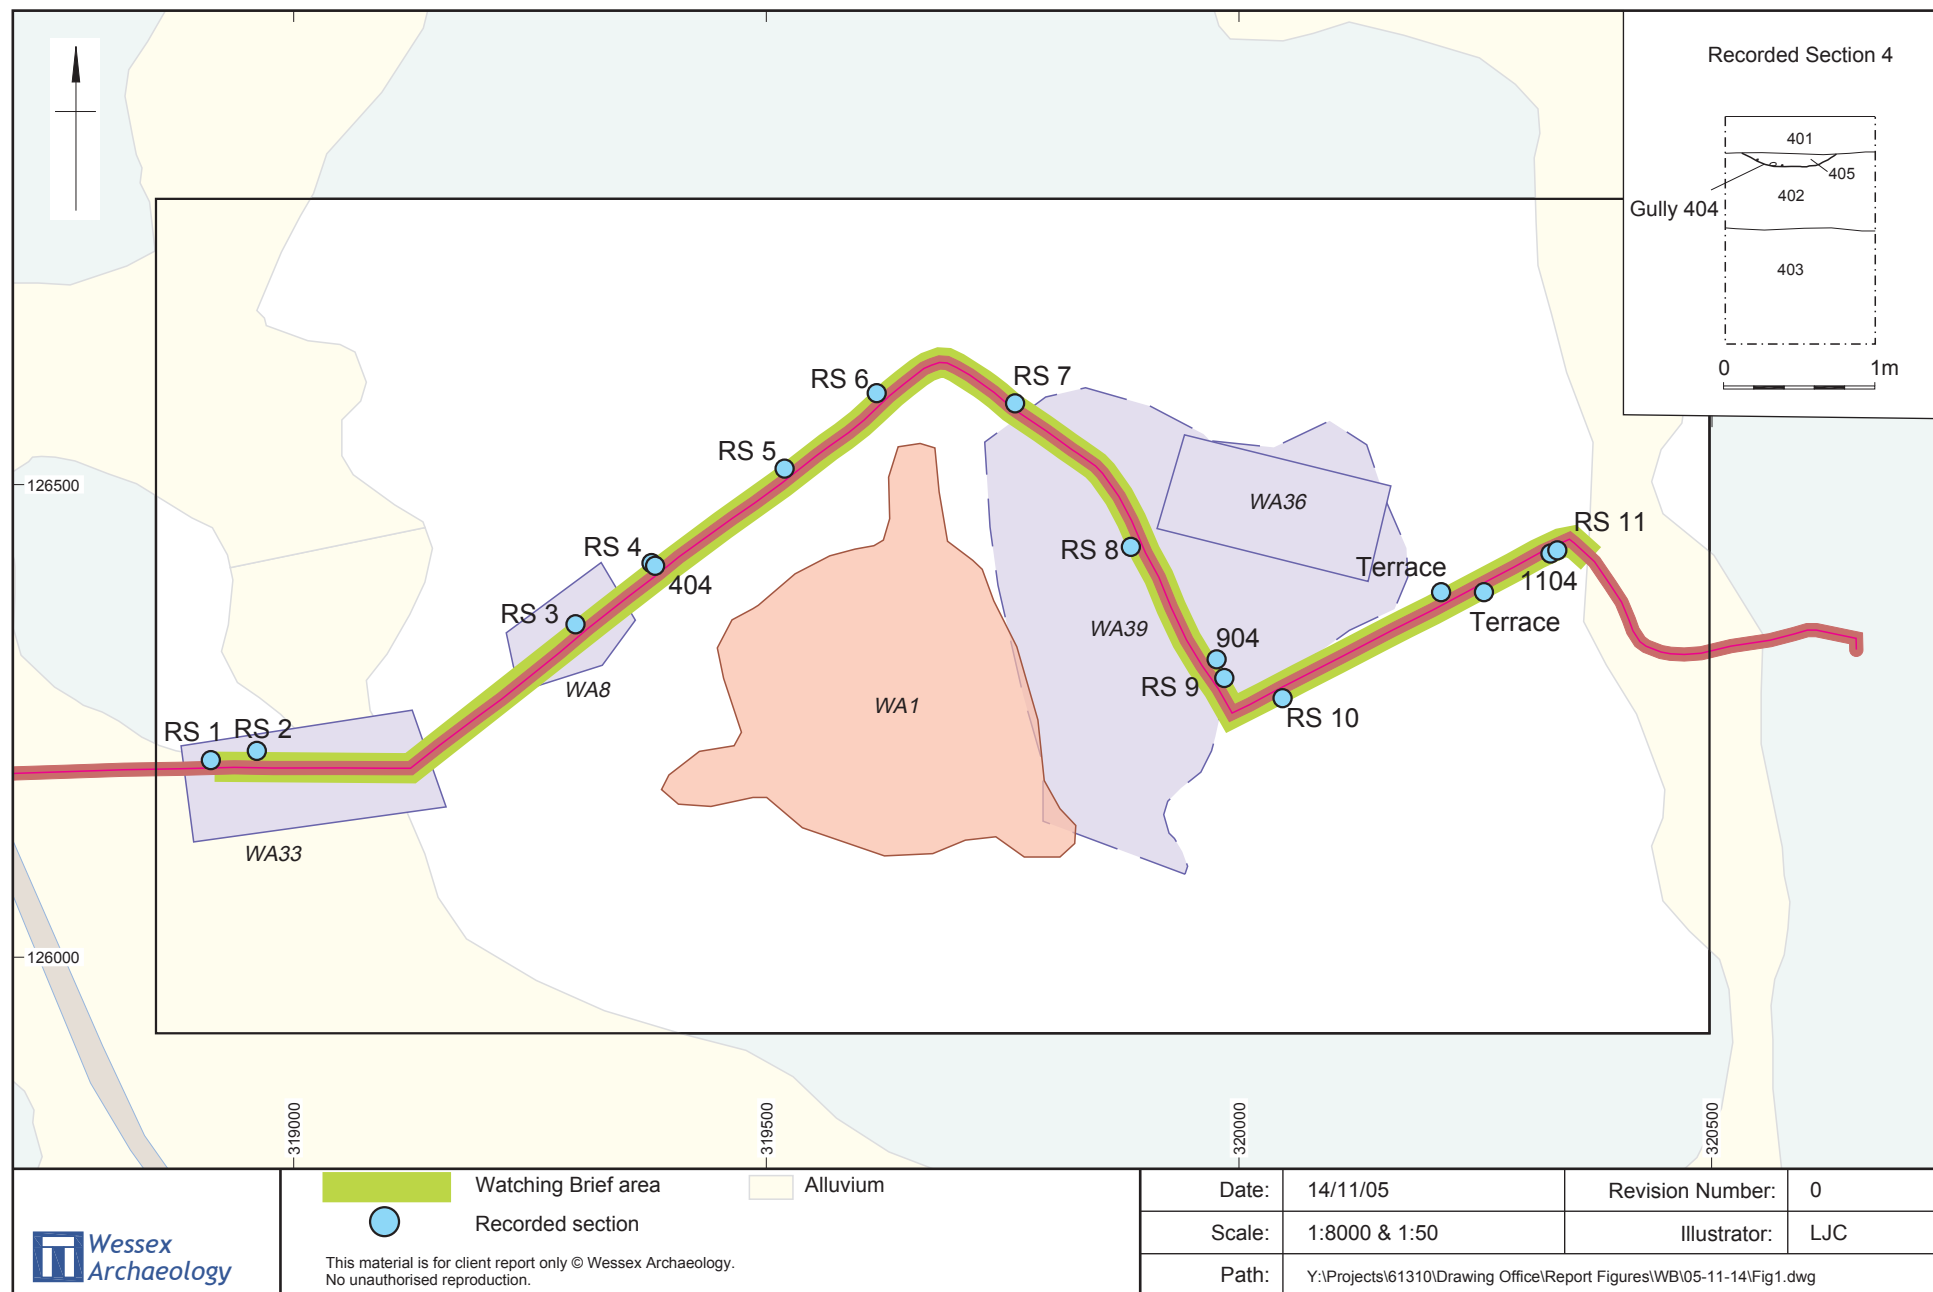 Recorded Section 4
401
405
402
Gully 404
403
0 1m
RS 6
RS 7
RS 5
126500
WA36
RS 11
RS 4
RS 8
Terrace
1104
404
RS 3
Terrace
WA39
904
WA8
RS 9
WA1
RS 10
RS 1
RS 2
WA33
126000
319000
319500
320000
320500
Watching Brief area
Alluvium
Recorded section
This material is for client report only © Wessex Archaeology.
No unauthorised reproduction.
Wessex
Archaeology
Date: 14/11/05 Revision Number: 0
Scale: 1:8000 & 1:50 Illustrator: LJC
Path: Y:\Projects\61310\Drawing Office\Report Figures\WB\05-11-14\Fig1.dwg